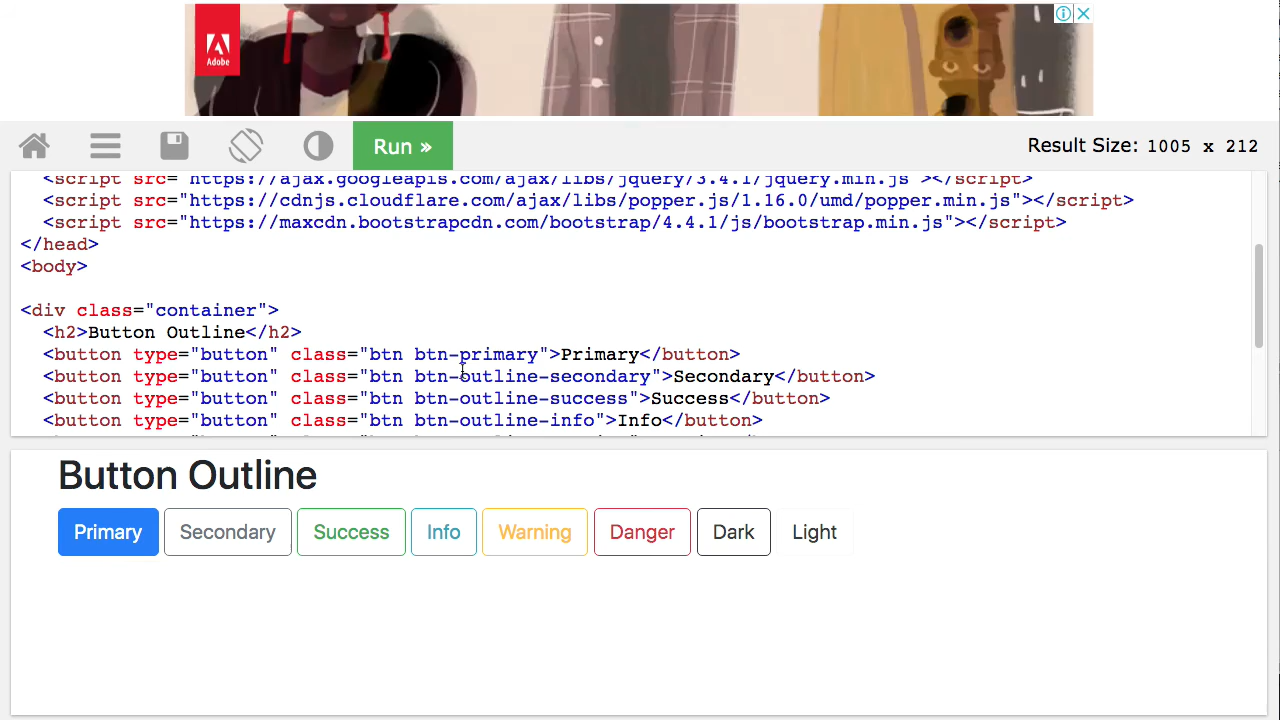 Adobe
Run »
Result Size: 1005 x 212
<script src="https://ajax.googleapis.com/ajax/libs/jquery/3.4.1/jquery.min.js"></script>
<script src="https://cdnjs.cloudflare.com/ajax/libs/popper.js/1.16.0/umd/popper.min.js"></script>
<script src="https://maxcdn.bootstrapcdn.com/bootstrap/4.4.1/js/bootstrap.min.js"></script>
</head>
<body>
<div class="container">
<h2>Button Outline</h2>
<button type="button" class="btn btn-primary">Primary</button>
<button type="button" class="btn btn-outline-secondary">Secondary</button>
<button type="button" class="btn btn-outline-success">Success</button>
<button type="button" class="btn btn-outline-info">Info</button>
Button Outline
Primary Secondary Success Info Warning Danger Dark Light